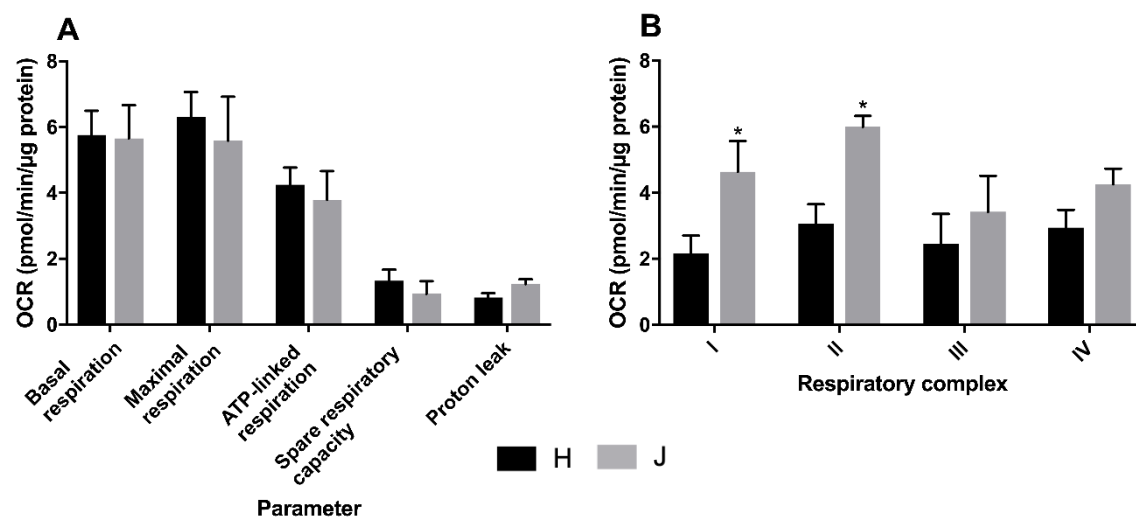 A
OCR (pmol/min/µg protein)
8
6
4
2
0
Basal
respiration
Maximal
respiration
ATP-linked
respiration
Spare respiratory
capacity
Proton leak
Parameter
B
OCR (pmol/min/µg protein)
8
6
4
2
0
*
*
I
II
III
IV
Respiratory complex
H J